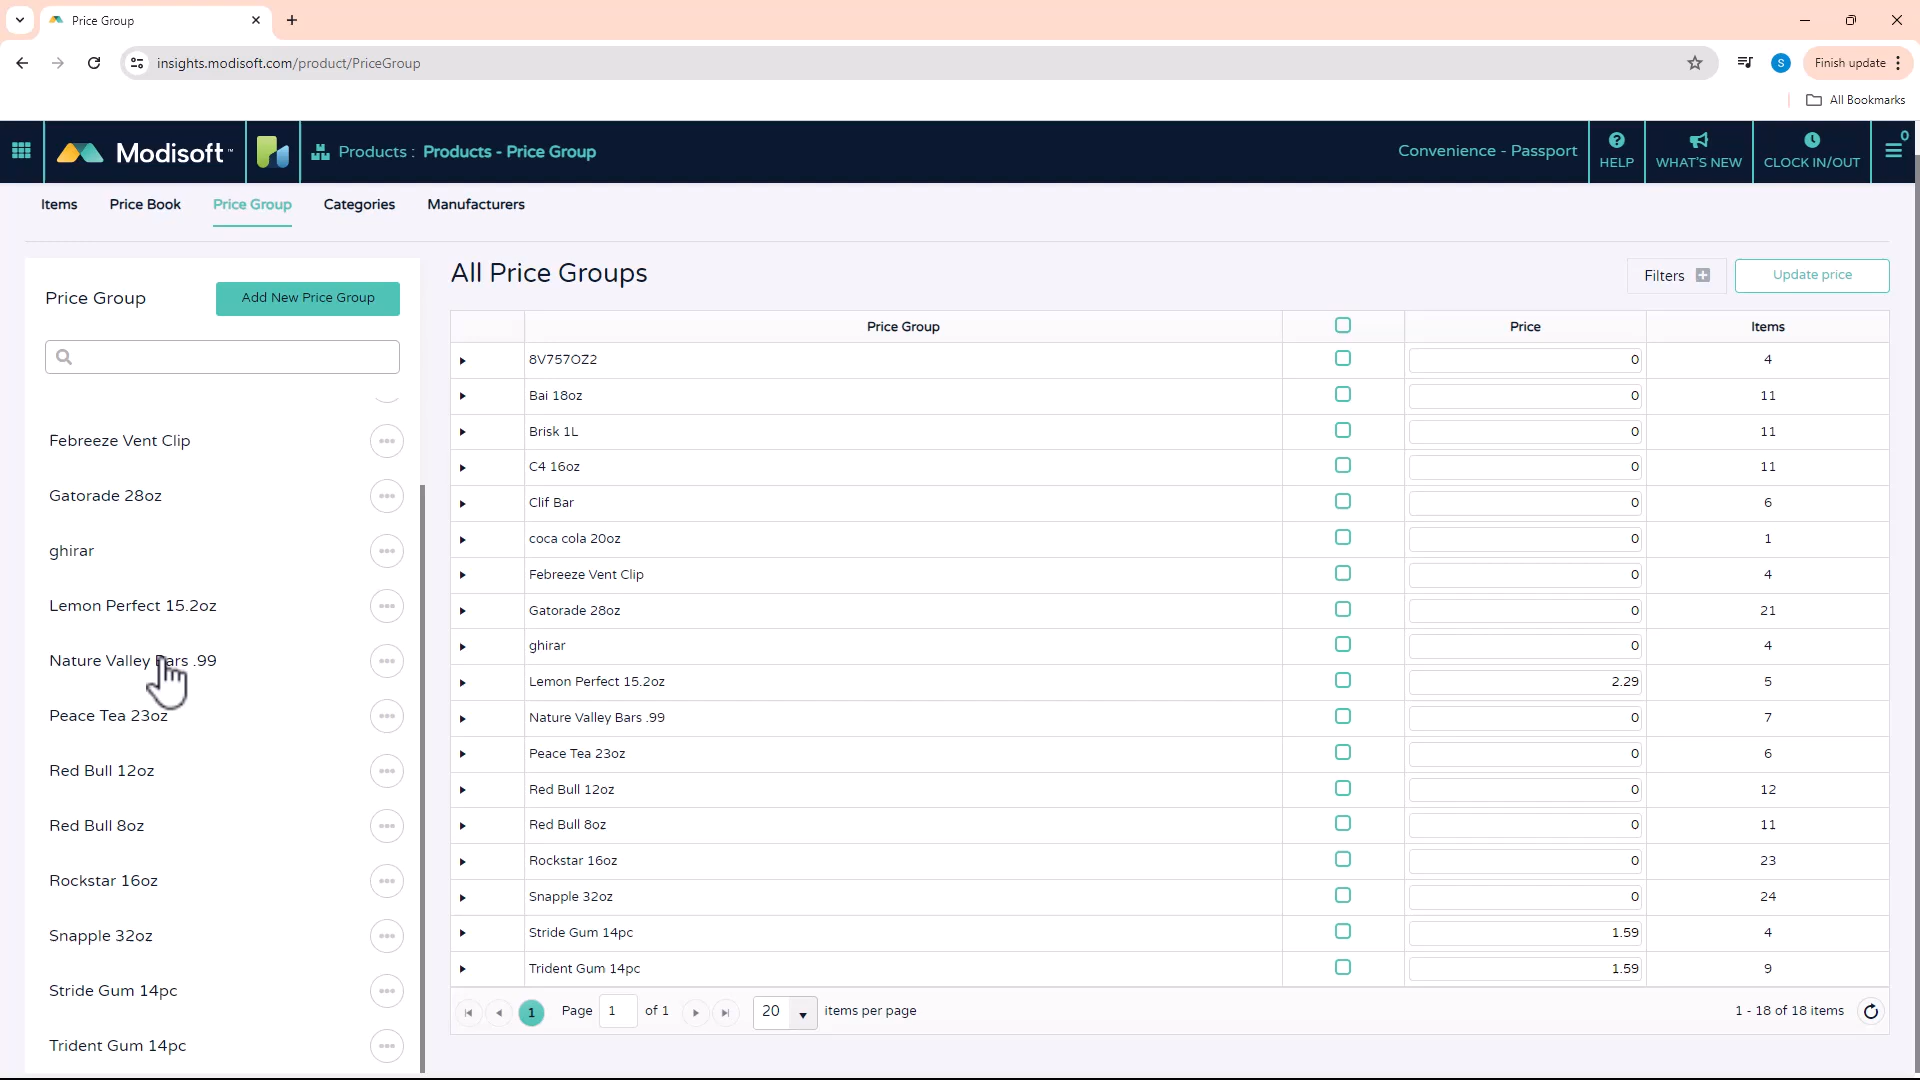 Price Group
insights.modisoft.com/product/PriceGroup
S
Finish update
All Bookmarks
Modisoft™
Products : Products - Price Group
Convenience - Passport
HELP
WHAT'S NEW
CLOCK IN/OUT
0
Items
Price Book
Price Group
Categories
Manufacturers
Price Group
Add New Price Group
Febreeze Vent Clip
Gatorade 28oz
ghirar
Lemon Perfect 15.2oz
Nature Valley Bars .99
Peace Tea 23oz
Red Bull 12oz
Red Bull 8oz
Rockstar 16oz
Snapple 32oz
Stride Gum 14pc
Trident Gum 14pc
All Price Groups
Filters
Update price
Price Group Price Items
8V757OZ2 0 4
Bai 18oz 0 11
Brisk 1L 0 11
C4 16oz 0 11
Clif Bar 0 6
coca cola 20oz 0 1
Febreeze Vent Clip 0 4
Gatorade 28oz 0 21
ghirar 0 4
Lemon Perfect 15.2oz 2.29 5
Nature Valley Bars .99 0 7
Peace Tea 23oz 0 6
Red Bull 12oz 0 12
Red Bull 8oz 0 11
Rockstar 16oz 0 23
Snapple 32oz 0 24
Stride Gum 14pc 1.59 4
Trident Gum 14pc 1.59 9
1 Page 1 of 1 20 items per page 1 - 18 of 18 items